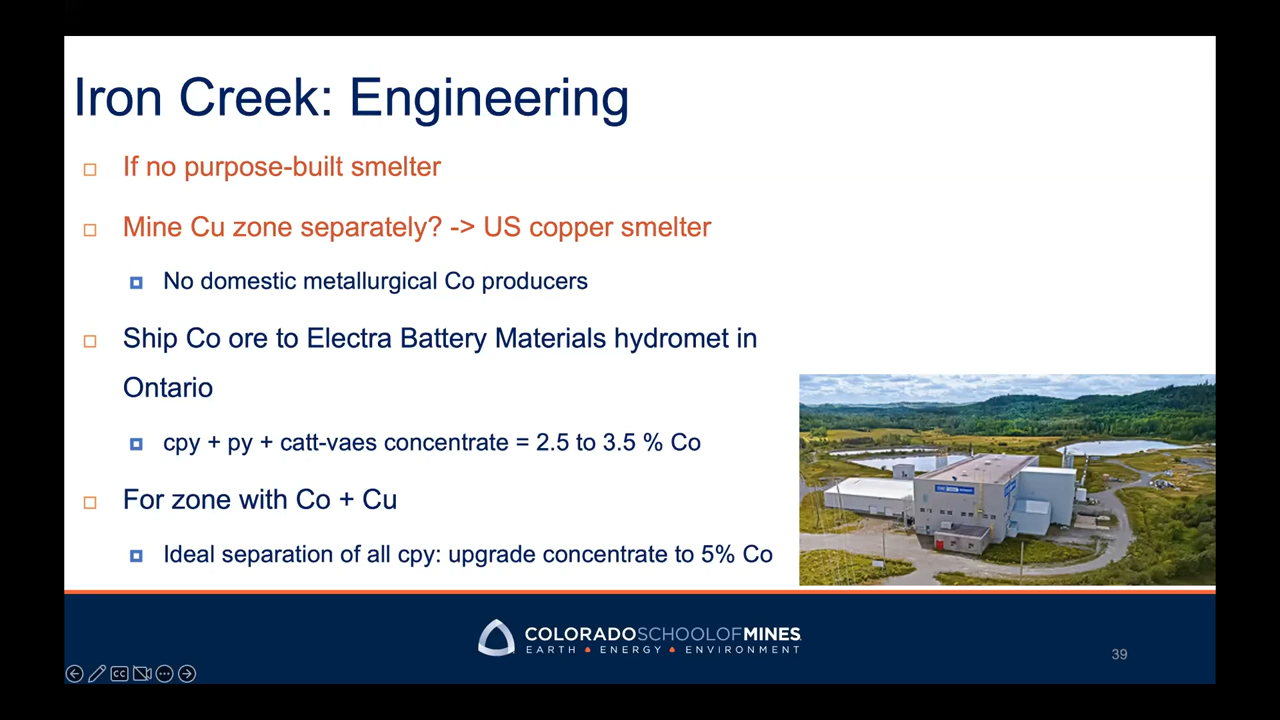 Iron Creek: Engineering
If no purpose-built smelter
Mine Cu zone separately? -> US copper smelter
No domestic metallurgical Co producers
Ship Co ore to Electra Battery Materials hydromet in
Ontario
cpy + py + catt-vaes concentrate = 2.5 to 3.5 % Co
For zone with Co + Cu
Ideal separation of all cpy: upgrade concentrate to 5% Co
COLORADOSCHOOLOFMINES
EARTH ENERGY ENVIRONMENT
39
CC